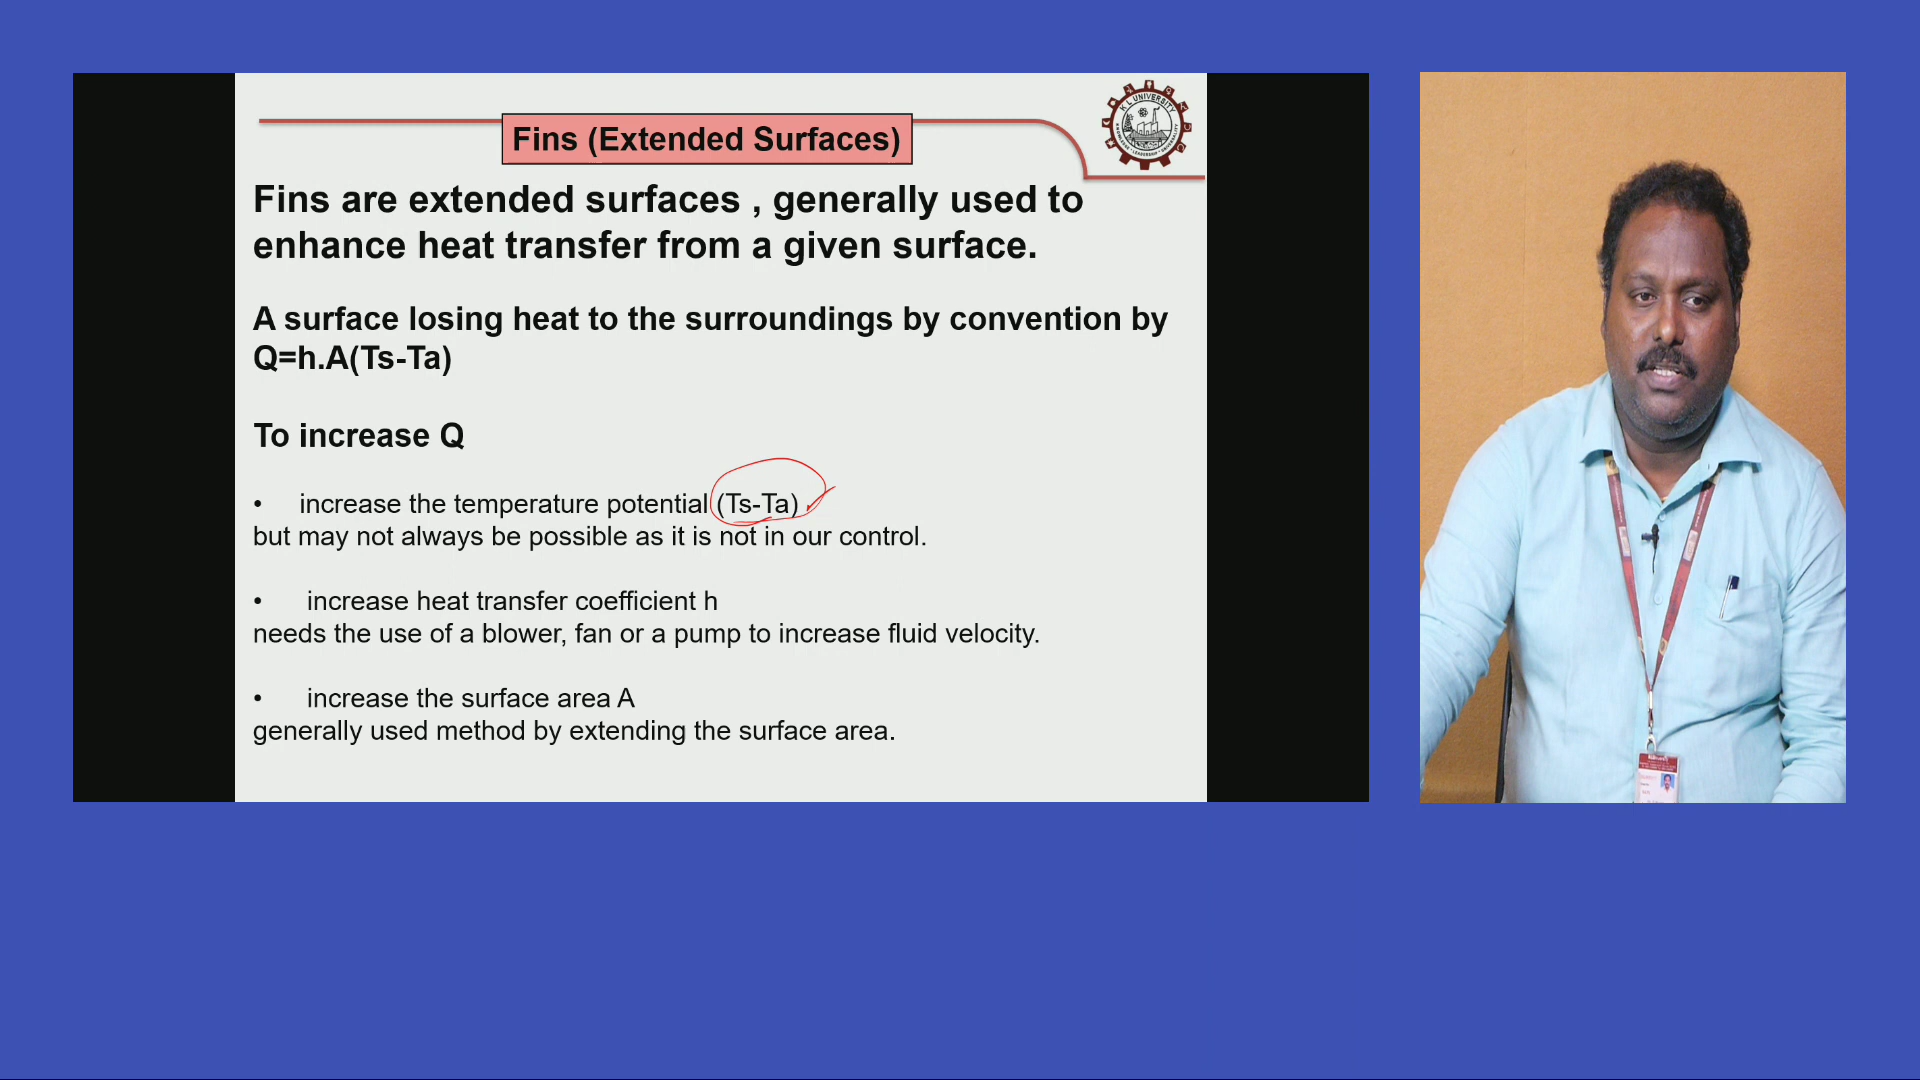 Fins (Extended Surfaces)
K L UNIVERSITY
Fins are extended surfaces , generally used to
enhance heat transfer from a given surface.
A surface losing heat to the surroundings by convention by
Q=h.A(Ts-Ta)
To increase Q
• increase the temperature potential (Ts-Ta)
but may not always be possible as it is not in our control.
• increase heat transfer coefficient h
needs the use of a blower, fan or a pump to increase fluid velocity.
• increase the surface area A
generally used method by extending the surface area.